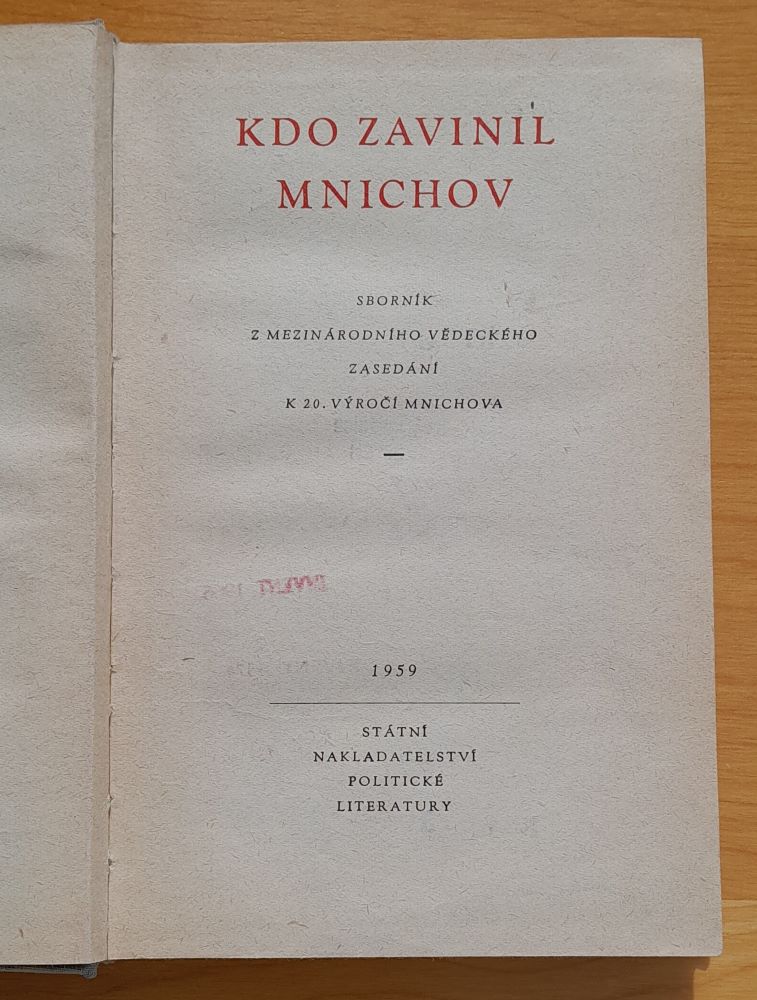 KDO ZAVINIL
MNICHOV
SBORNÍK
Z MEZINÁRODNÍHO VĚDECKÉHO
ZASEDÁNÍ
K 20. VÝROČÍ MNICHOVA
1959
STÁTNÍ
NAKLADATELSTVÍ
POLITICKÉ
LITERATURY